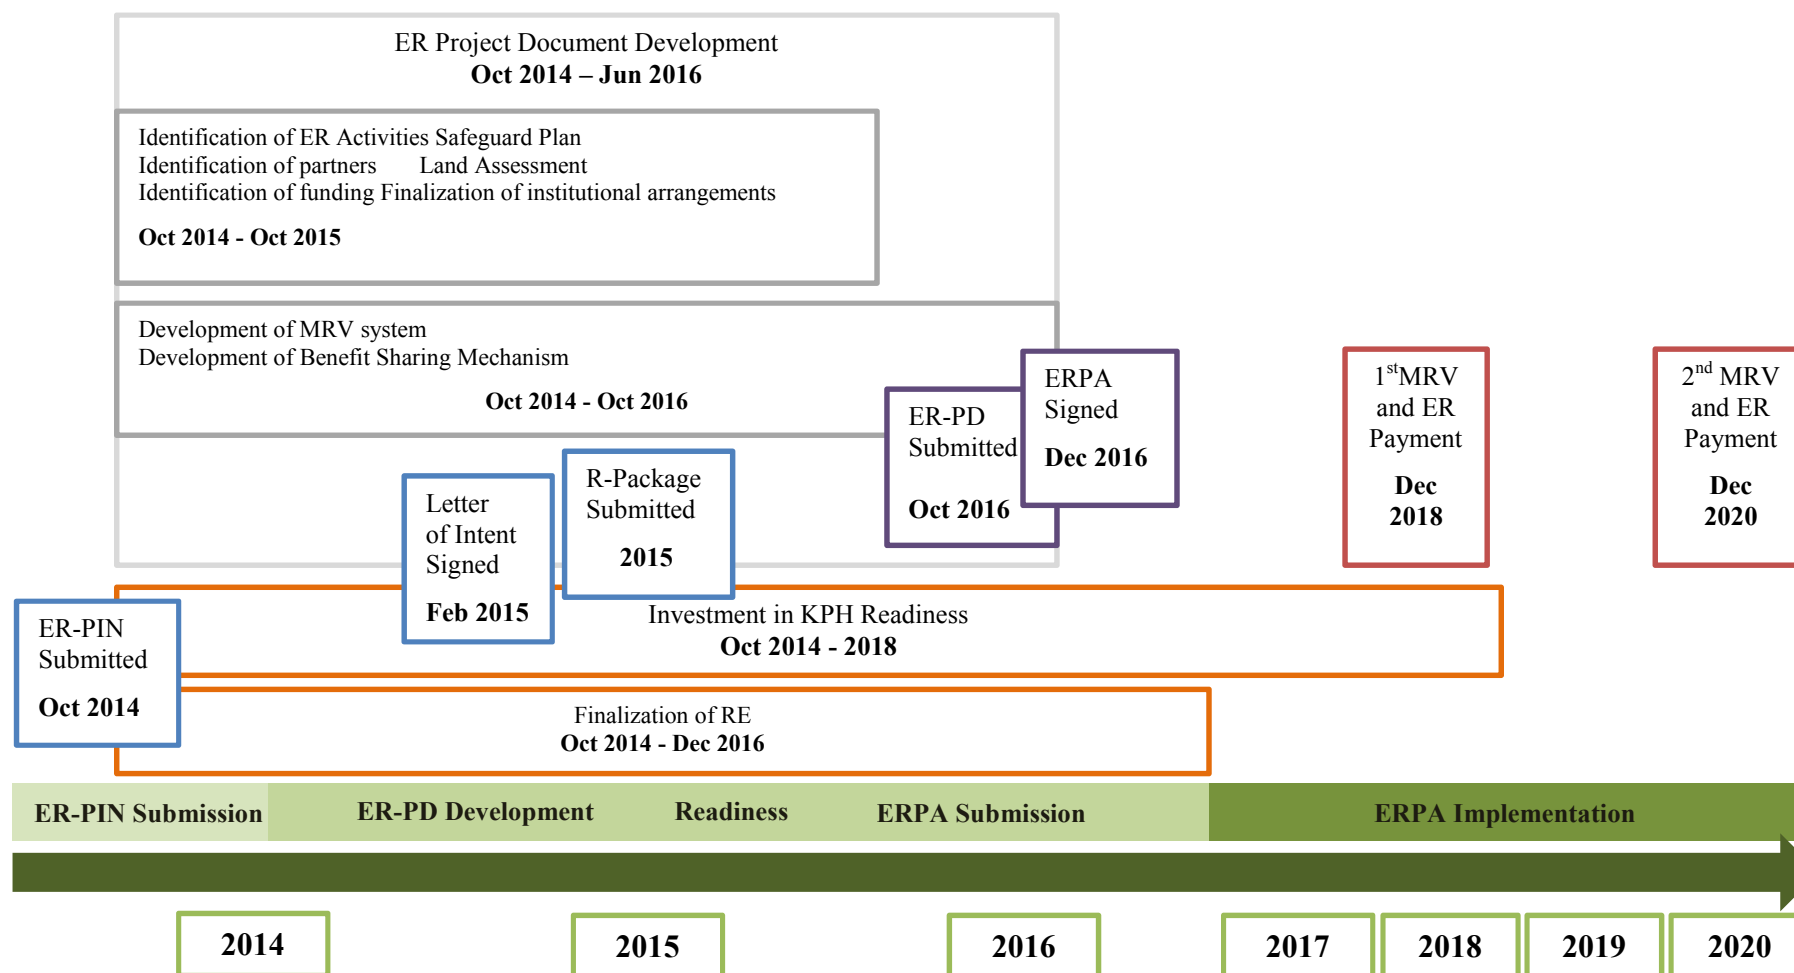 ER Project Document Development
Oct 2014 – Jun 2016
Identification of ER Activities Safeguard Plan
Identification of partners Land Assessment
Identification of funding Finalization of institutional arrangements
Oct 2014 - Oct 2015
Development of MRV system
Development of Benefit Sharing Mechanism
Oct 2014 - Oct 2016
ERPA
Signed
Dec 2016
ER-PD
Submitted
Oct 2016
1st MRV
and ER
Payment
Dec
2018
2nd MRV
and ER
Payment
Dec
2020
R-Package
Submitted
2015
Letter
of Intent
Signed
Feb 2015
ER-PIN
Submitted
Oct 2014
Investment in KPH Readiness
Oct 2014 - 2018
Finalization of RE
Oct 2014 - Dec 2016
ER-PIN Submission
ER-PD Development
Readiness
ERPA Submission
ERPA Implementation
2014
2015
2016
2017
2018
2019
2020